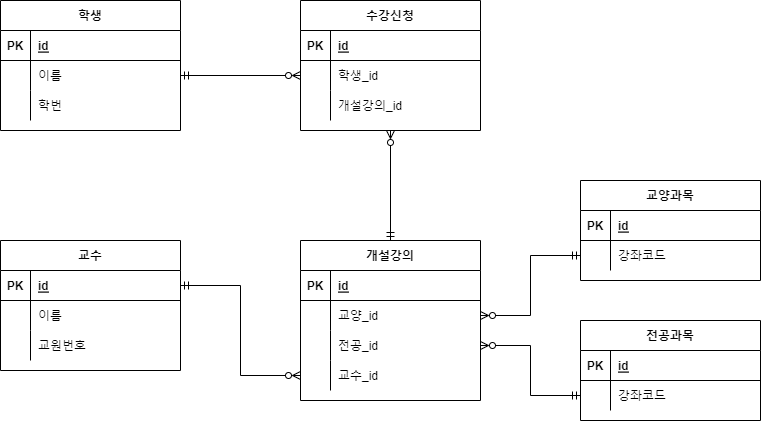 학생
PK id
이름
학번
수강신청
PK id
학생_id
개설강의_id
교양과목
PK id
강좌코드
교수
PK id
이름
교원번호
개설강의
PK id
교양_id
전공_id
교수_id
전공과목
PK id
강좌코드